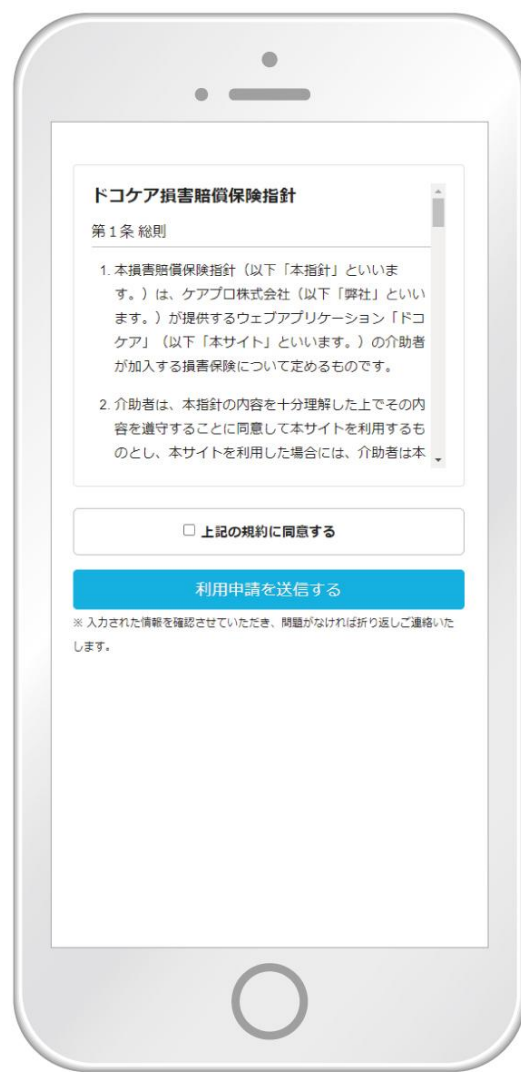 ドコケア損害賠償保険指針
第1条 総則
1. 本損害賠償保険指針（以下「本指針」といいま
す。）は、ケアプロ株式会社（以下「弊社」といい
ます。）が提供するウェブアプリケーション「ドコ
ケア」（以下「本サイト」といいます。）の介助者
が加入する損害保険について定めるものです。
2. 介助者は、本指針の内容を十分理解した上でその内
容を遵守することに同意して本サイトを利用するも
のとし、本サイトを利用した場合には、介助者は本
上記の規約に同意する
利用申請を送信する
※ 入力された情報を確認させていただき、問題がなければ折り返しご連絡いた
します。